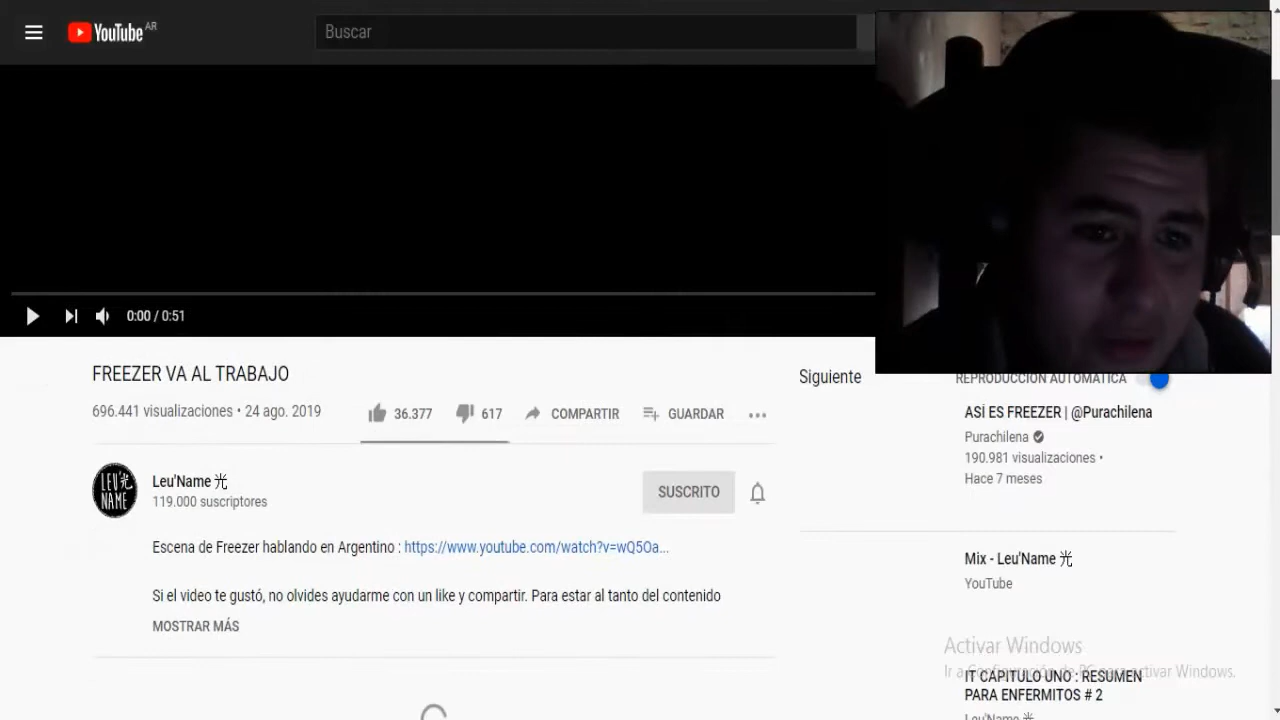 YouTube AR
Buscar
0:00 / 0:51
FREEZER VA AL TRABAJO
696.441 visualizaciones • 24 ago. 2019
36.377
617
COMPARTIR
GUARDAR
LEU'光
NAME
Leu'Name 光
119.000 suscriptores
SUSCRITO
Escena de Freezer hablando en Argentino : https://www.youtube.com/watch?v=wQ5Oa...
Si el video te gustó, no olvides ayudarme con un like y compartir. Para estar al tanto del contenido
MOSTRAR MÁS
Siguiente
REPRODUCCIÓN AUTOMÁTICA
ASÍ ES FREEZER | @Purachilena
Purachilena
190.981 visualizaciones •
Hace 7 meses
Mix - Leu'Name 光
YouTube
Activar Windows
Ir a Configuración de PC para activar Windows.
IT CAPITULO UNO : RESUMEN
PARA ENFERMITOS # 2
Leu'Name 光